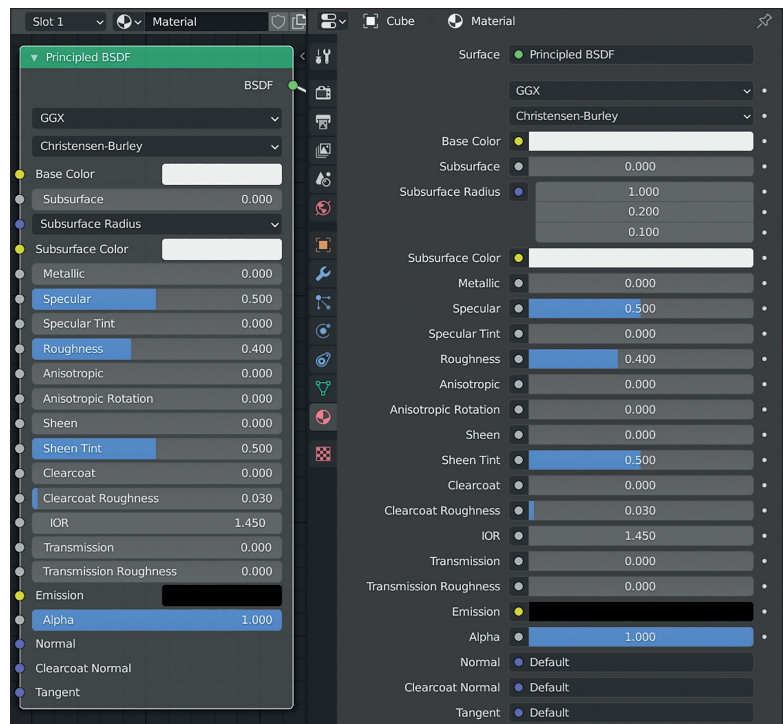 Slot 1
Material
Principled BSDF
BSDF
GGX
Christensen-Burley
Base Color
Subsurface 0.000
Subsurface Radius
Subsurface Color
Metallic 0.000
Specular 0.500
Specular Tint 0.000
Roughness 0.400
Anisotropic 0.000
Anisotropic Rotation 0.000
Sheen 0.000
Sheen Tint 0.500
Clearcoat 0.000
Clearcoat Roughness 0.030
IOR 1.450
Transmission 0.000
Transmission Roughness 0.000
Emission
Alpha 1.000
Normal
Clearcoat Normal
Tangent
Cube
Material
Surface Principled BSDF
GGX
Christensen-Burley
Base Color
Subsurface 0.000
Subsurface Radius 1.000
0.200
0.100
Subsurface Color
Metallic 0.000
Specular 0.500
Specular Tint 0.000
Roughness 0.400
Anisotropic 0.000
Anisotropic Rotation 0.000
Sheen 0.000
Sheen Tint 0.500
Clearcoat 0.000
Clearcoat Roughness 0.030
IOR 1.450
Transmission 0.000
Transmission Roughness 0.000
Emission
Alpha 1.000
Normal Default
Clearcoat Normal Default
Tangent Default